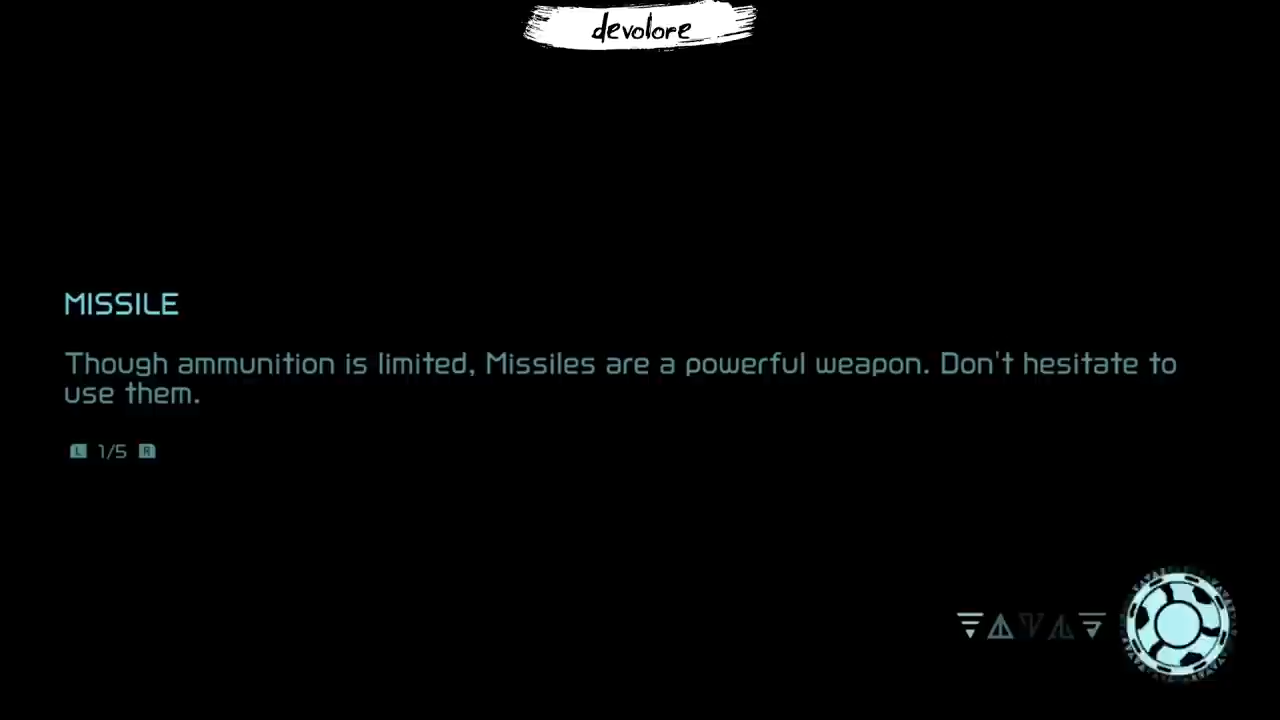 devolore
MISSILE
Though ammunition is limited, Missiles are a powerful weapon. Don't hesitate to
use them.
L 1/5 R